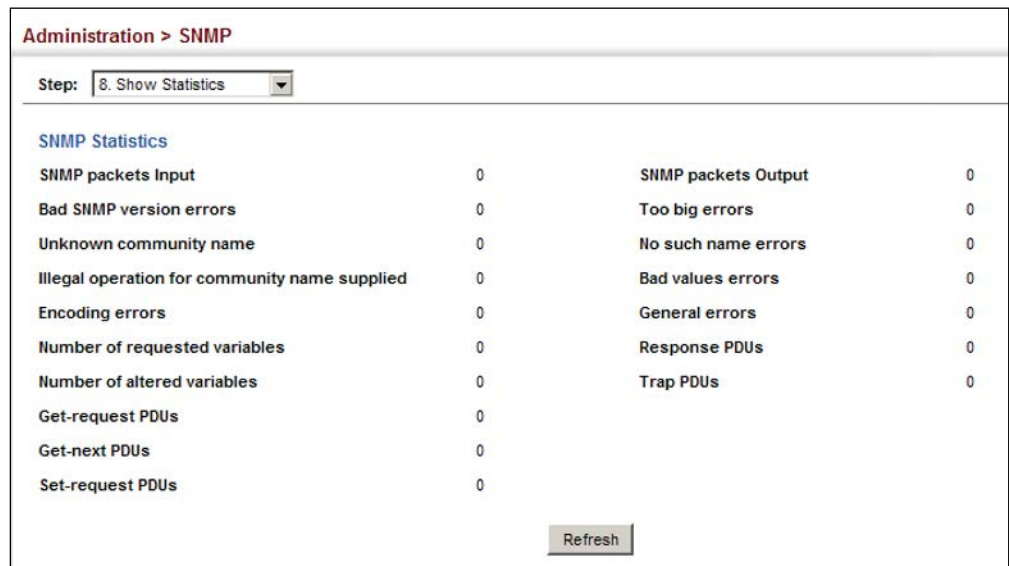 Administration > SNMP
Step: 8. Show Statistics
SNMP Statistics
SNMP packets Input 0 SNMP packets Output 0
Bad SNMP version errors 0 Too big errors 0
Unknown community name 0 No such name errors 0
Illegal operation for community name supplied 0 Bad values errors 0
Encoding errors 0 General errors 0
Number of requested variables 0 Response PDUs 0
Number of altered variables 0 Trap PDUs 0
Get-request PDUs 0
Get-next PDUs 0
Set-request PDUs 0
Refresh